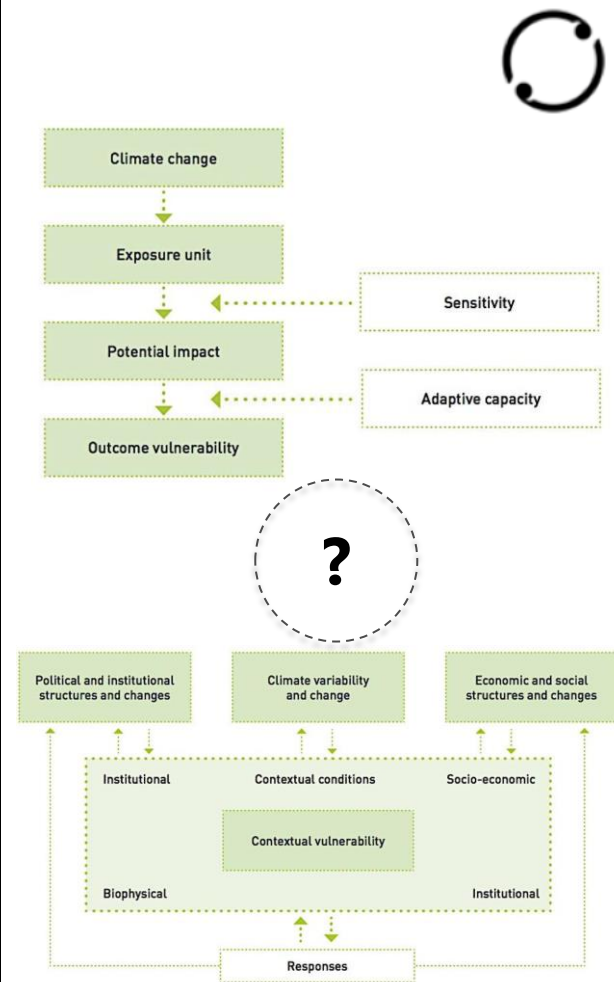 Climate change
Exposure unit
Sensitivity
Potential impact
Adaptive capacity
Outcome vulnerability
?
Political and institutional
structures and changes
Climate variability
and change
Economic and social
structures and changes
Institutional
Contextual conditions
Socio-economic
Contextual vulnerability
Biophysical
Institutional
Responses